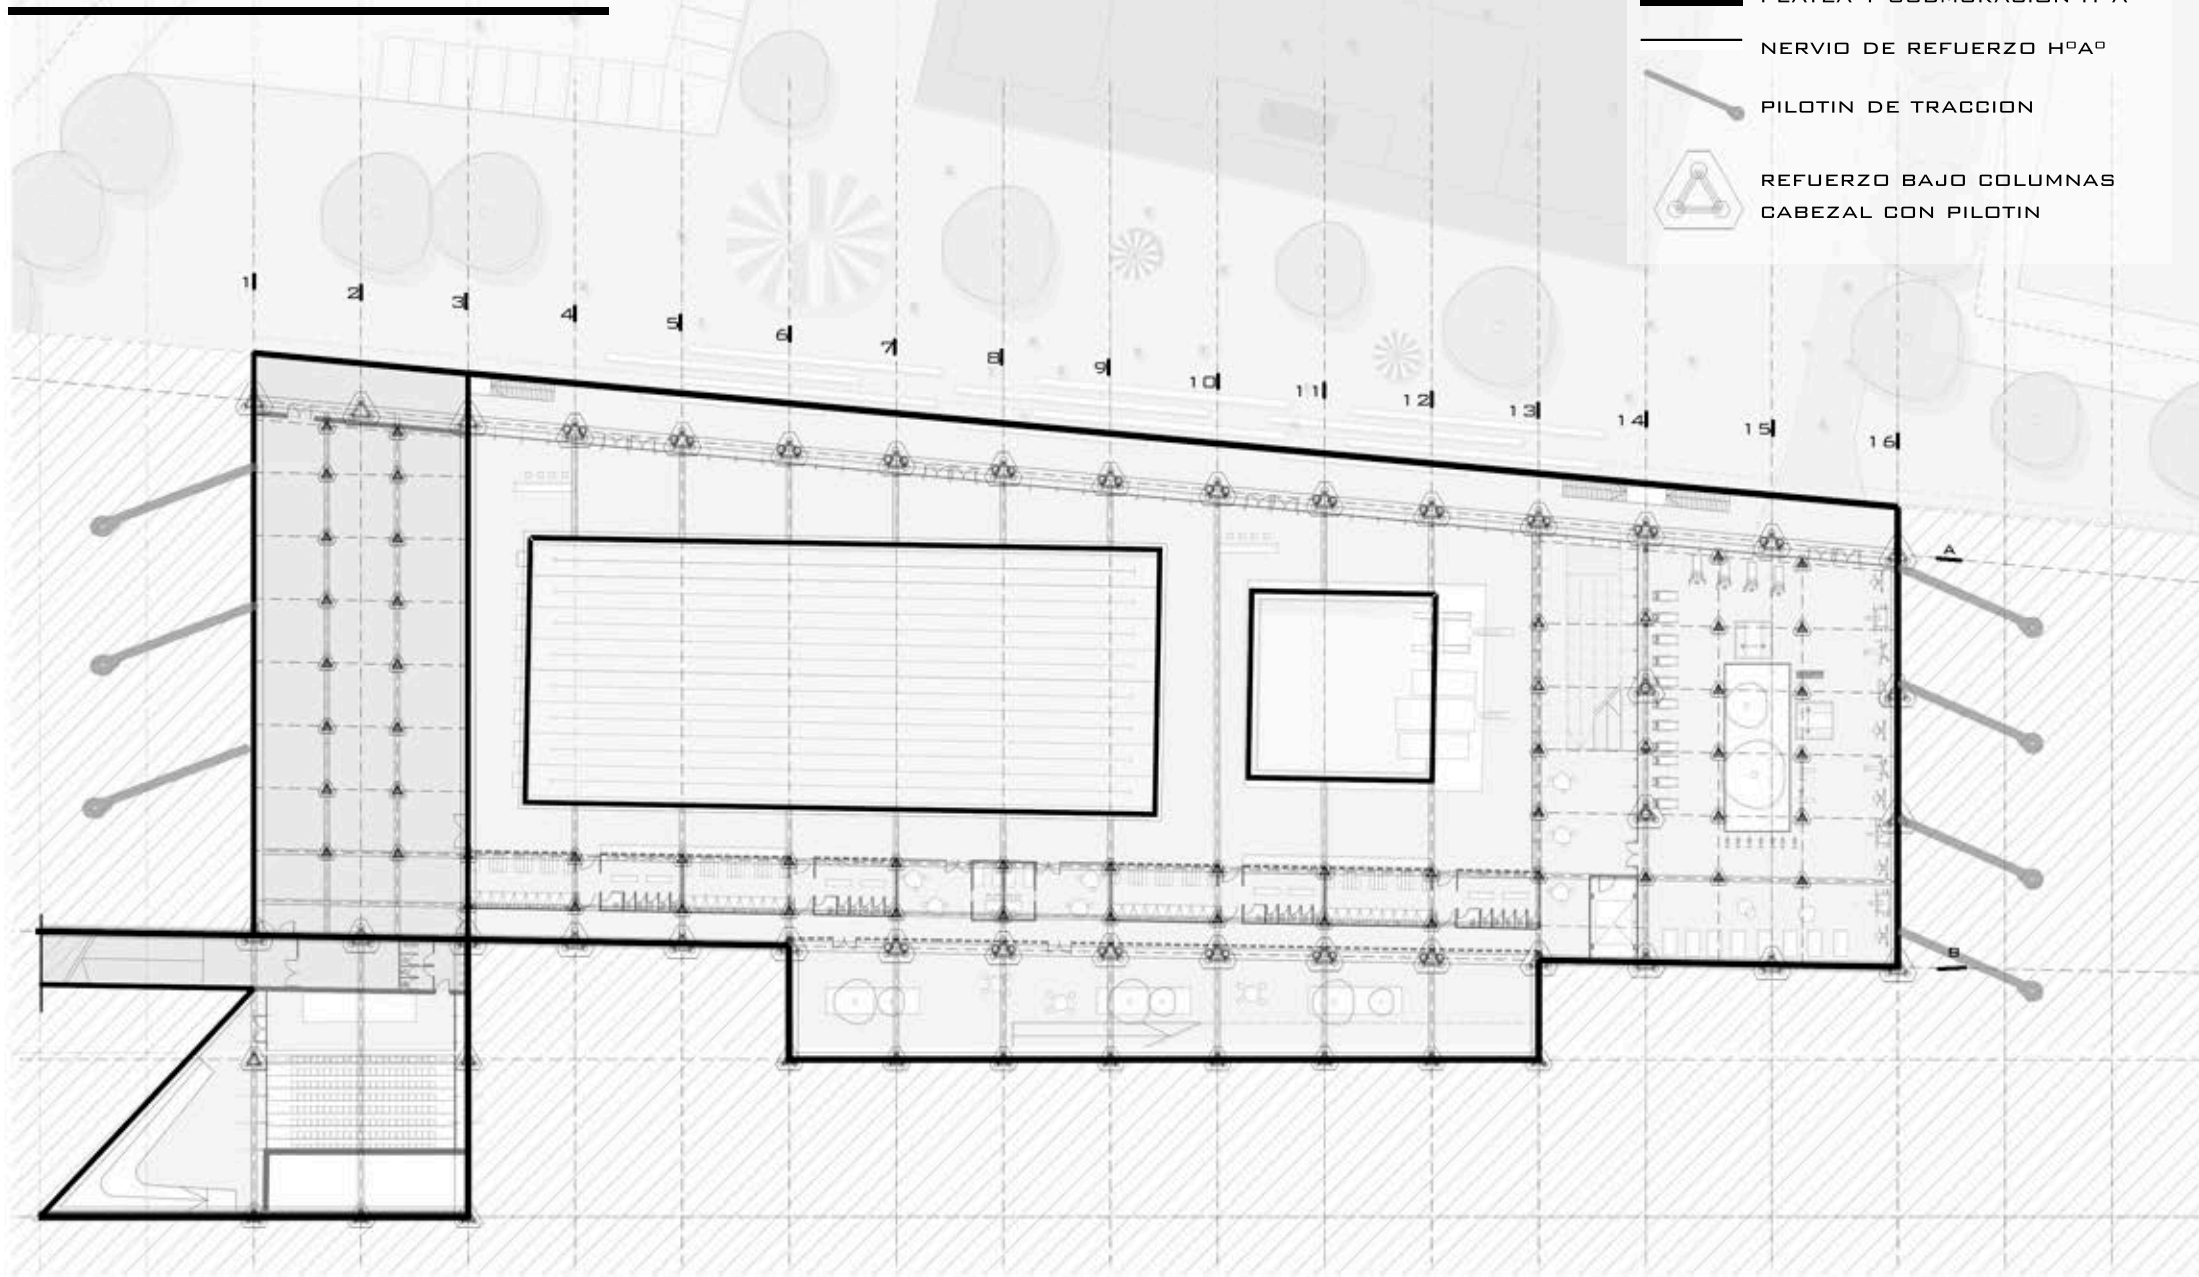 NERVIO DE REFUERZO HºAº
PILOTIN DE TRACCION
REFUERZO BAJO COLUMNAS
CABEZAL CON PILOTIN
1
2
3
4
5
6
7
8
9
10
11
12
13
14
15
16
A
B